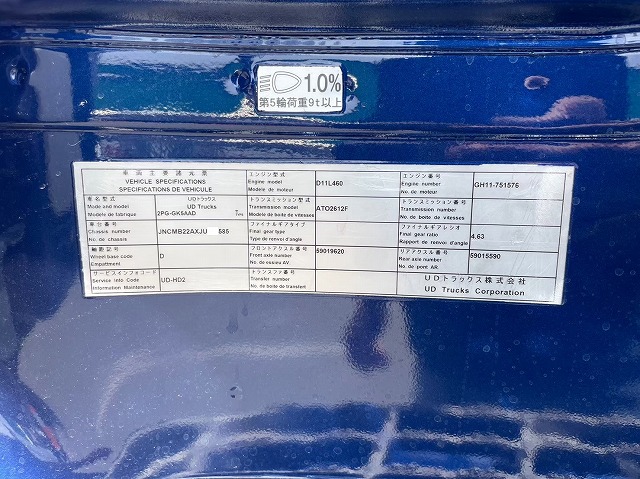 1.0%
第5輪荷重9t以上
車両主要諸元票
VEHICLE SPECIFICATIONS
SPECIFICATIONS DE VEHICULE
エンジン型式
Engine model
Modele de moteur
D11L460
エンジン番号
Engine number
No. de moteur
GH11-751576
車名型式
Make and model
Modele de fabrique
UDトラックス
UD Trucks
2PG-GK5AAD
トランスミッション型式
Transmission model
Modele de boite de vitesses
ATO2612F
トランスミッション番号
Transmission number
No. de boite de vitesses
車台番号
Chassis number
No. de chassis
JNCMB22AXJU 585
ファイナルギアタイプ
Final gear type
Type de renvoi d'angle
ファイナルギアレシオ
Final gear ratio
Rapport de renvoi d'angle
4.63
軸距記号
Wheel base code
Empattement
D
フロントアクスル番号
Front axle number
No. de essieu AV
59019620
リアアクスル番号
Rear axle number
No. de pont AR
59015590
サービスインフォコード
Service Info Code
Information Maintenance
UD-HD2
トランスファ番号
Transfer number
No. de boite de transfert
UDトラックス株式会社
UD Trucks Corporation